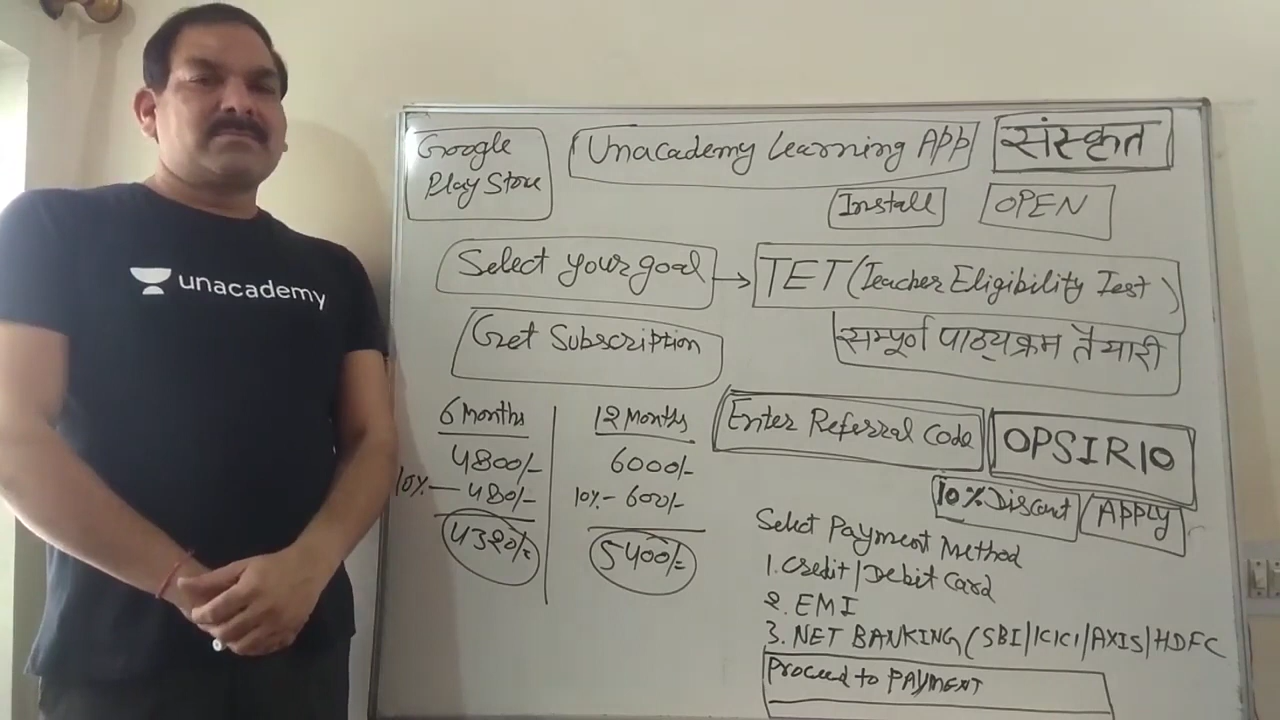 unacademy
Google
Play Store
Unacademy Learning App
संस्कृत
Install
OPEN
Select your goal
TET (Teacher Eligibility Test)
Get Subscription
सम्पूर्ण पाठ्यक्रम तैयारी
6 Months
4800/-
10% — 480/-
4320/=
12 Months
6000/-
10% - 600/-
5400/=
Enter Referral Code
OPSIR10
10% Discount
APPLY
Select Payment Method
1. Credit/Debit Card
2. EMI
3. NET BANKING (SBI/ICICI/AXIS/HDFC
Proceed to PAYMENT